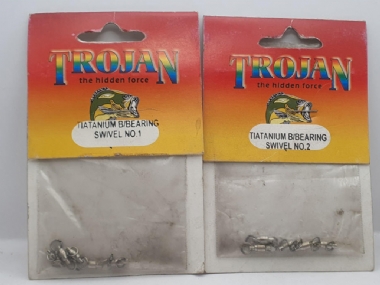 TROJAN
the hidden force
TIATANIUM B/BEARING
SWIVEL NO.1
TROJAN
the hidden force
TIATANIUM B/BEARING
SWIVEL NO.2